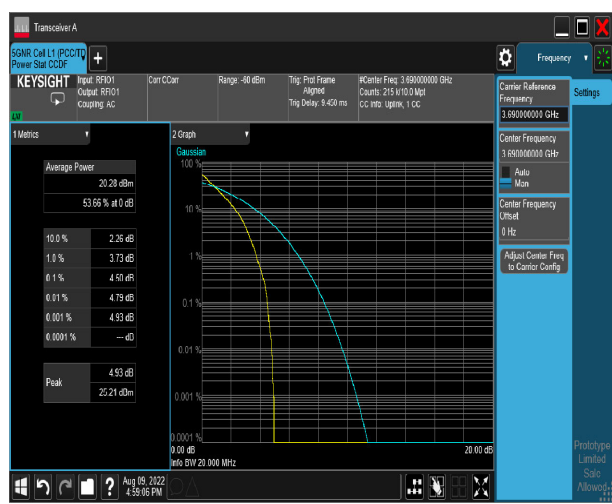 Transceiver A
5GNR Cell L1 (PCC/TD
Power Stat CCDF
Frequency
KEYSIGHT
Input: RFIO1
Output: RFIO1
Coupling: AC
Corr CCorr
Range: -60 dBm
Trig: Prot Frame
Aligned
Trig Delay: 9.450 ms
#Center Freq: 3.690000000 GHz
Counts: 215 k/10.0 Mpt
CC Info: Uplink, 1 CC
Carrier Reference
Frequency
3.690000000 GHz
Settings
Center Frequency
3.690000000 GHz
Auto
Man
Center Frequency
Offset
0 Hz
Adjust Center Freq
to Carrier Config
1 Metrics
Average Power
20.28 dBm
53.66 % at 0 dB
10.0 % 2.26 dB
1.0 % 3.73 dB
0.1 % 4.50 dB
0.01 % 4.79 dB
0.001 % 4.93 dB
0.0001 % --- dB
Peak
4.93 dB
25.21 dBm
2 Graph
Gaussian
100 %
10 %
1 %
0.1 %
0.01 %
0.001 %
0.0001 %
0.00 dB
20.00 dB
Info BW 20.000 MHz
Prototype
Limited
Sale
Allowed
Aug 09, 2022
4:59:06 PM